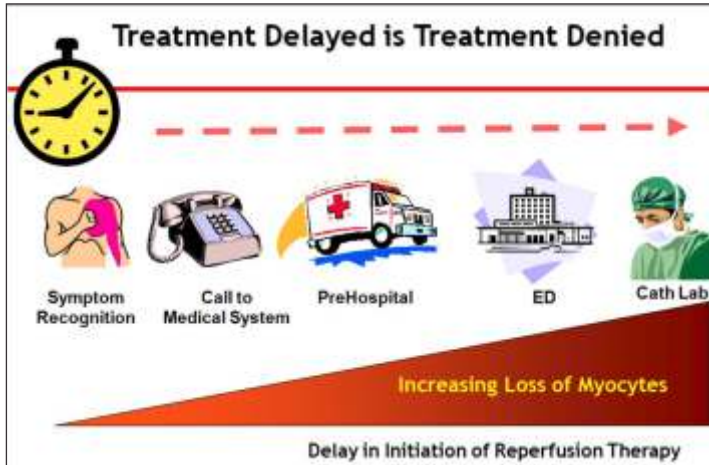 Treatment Delayed is Treatment Denied
Symptom
Recognition
Call to
Medical System
PreHospital
ED
Cath Lab
Increasing Loss of Myocytes
Delay in Initiation of Reperfusion Therapy